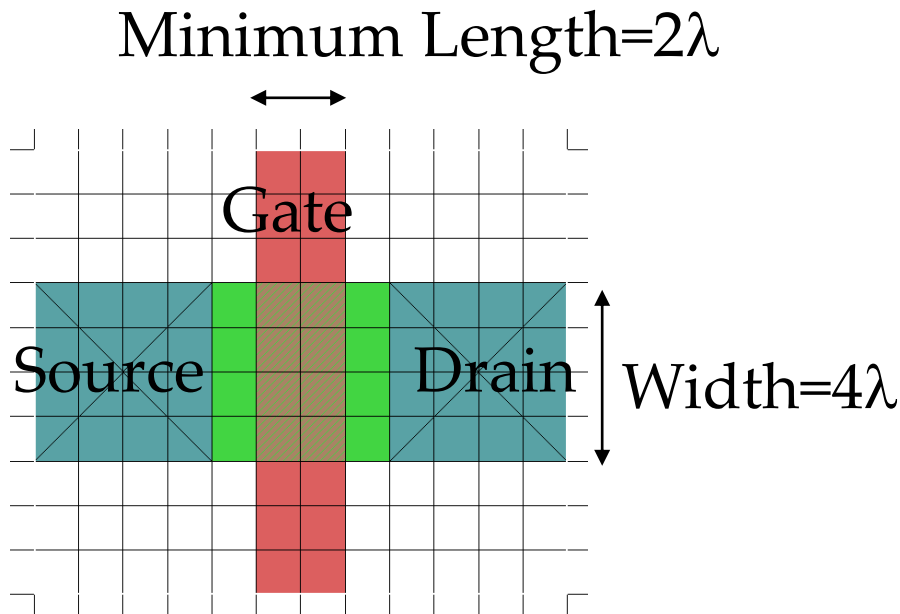 Minimum Length=2λ
Gate
Source
Drain
Width=4λ